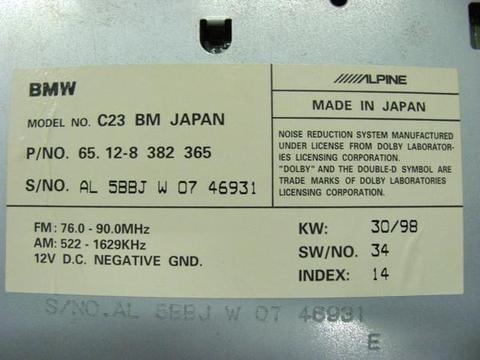 BMW
MODEL NO. C23 BM JAPAN
P/NO. 65. 12-8 382 365
S/NO. AL 5BBJ W 07 46931
ALPINE
MADE IN JAPAN
NOISE REDUCTION SYSTEM MANUFACTURED
UNDER LICENSE FROM DOLBY LABORATOR-
IES LICENSING CORPORATION.
"DOLBY" AND THE DOUBLE-D SYMBOL ARE
TRADE MARKS OF DOLBY LABORATORIES
LICENSING CORPORATION.
FM: 76.0 - 90.0MHz
AM: 522 - 1629KHz
12V D.C. NEGATIVE GND.
KW: 30/98
SW/NO. 34
INDEX: 14
S/NO. AL 5BBJ W 07 46931
E